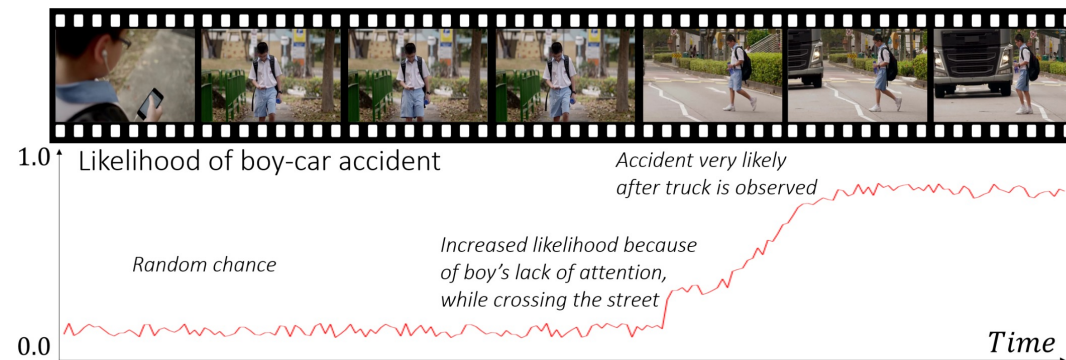 1.0
Likelihood of boy-car accident
Accident very likely
after truck is observed
Increased likelihood because
of boy's lack of attention,
while crossing the street
Random chance
0.0
Time